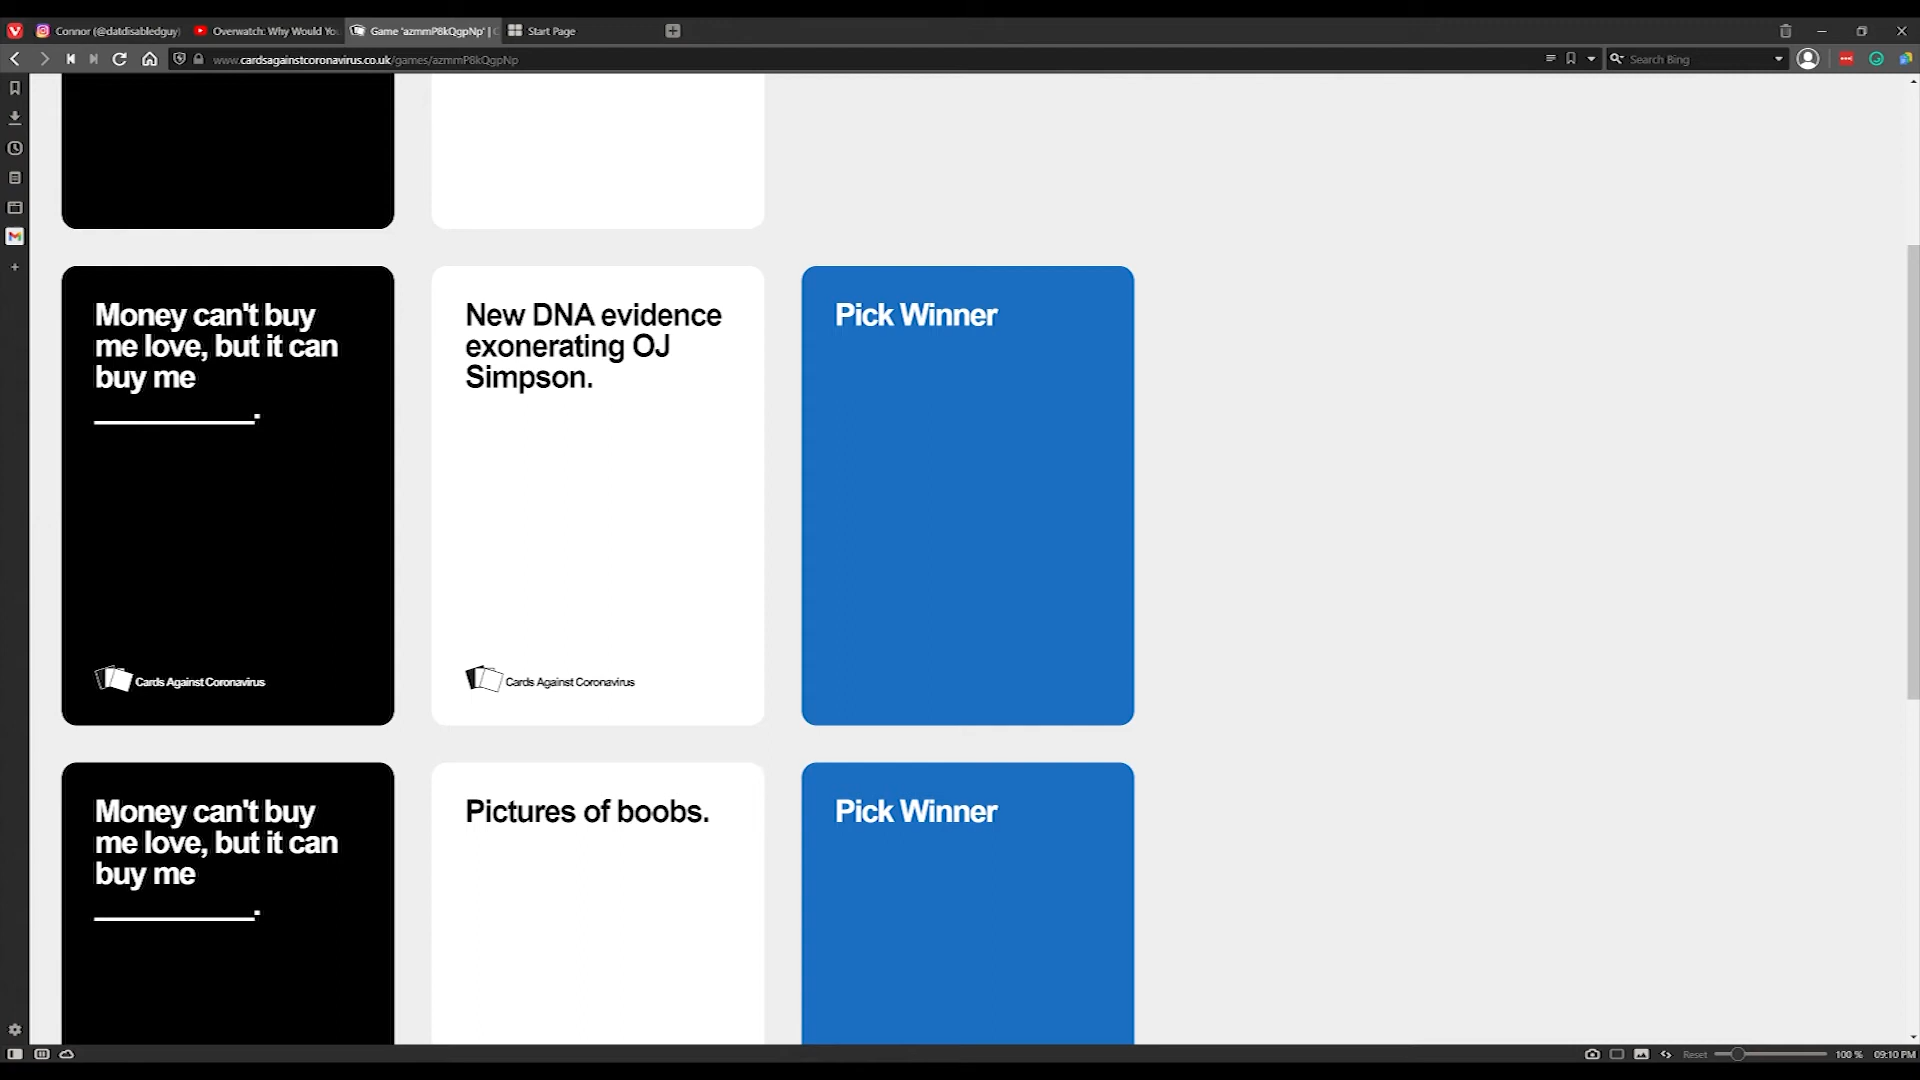 Connor (@datdisabledguy)
Overwatch: Why Would Yo
Game 'azmmP8kQgpNp' | C
Start Page
www.cardsagainstcoronavirus.co.uk/games/azmmP8kQgpNp
Search Bing
Money can't buy
me love, but it can
buy me
____________.
Cards Against Coronavirus
New DNA evidence
exonerating OJ
Simpson.
Cards Against Coronavirus
Pick Winner
Money can't buy
me love, but it can
buy me
____________.
Pictures of boobs.
Pick Winner
Reset
100 %
09:10 PM